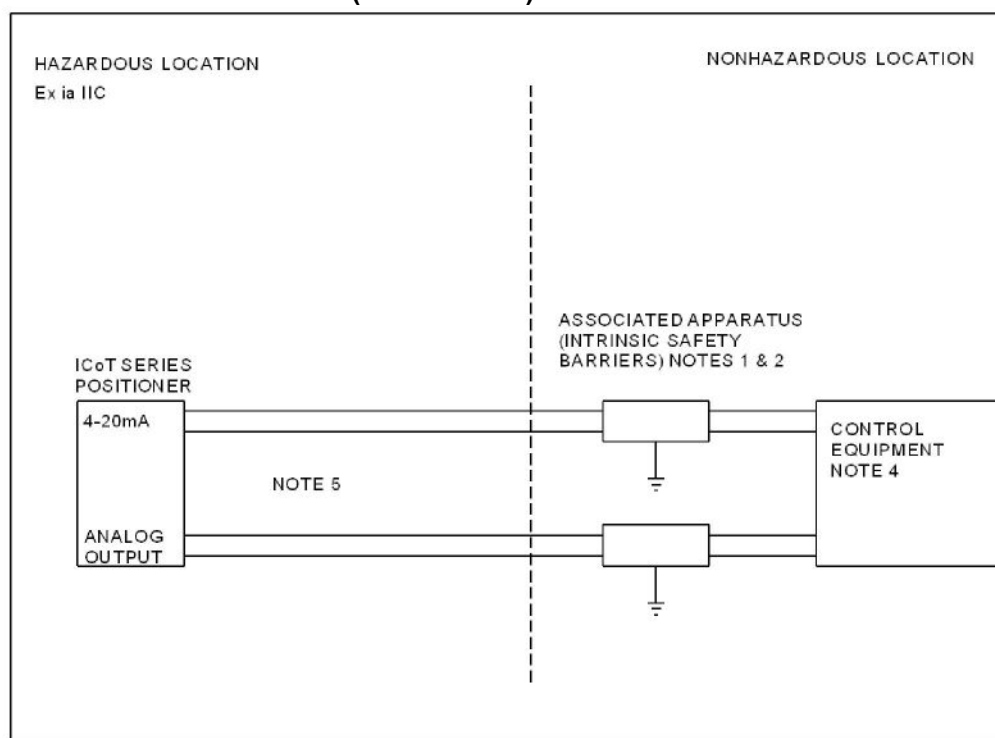 HAZARDOUS LOCATION
Ex ia IIC
NONHAZARDOUS LOCATION
ASSOCIATED APPARATUS
(INTRINSIC SAFETY
BARRIERS) NOTES 1 & 2
ICoT SERIES
POSITIONER
4-20mA
CONTROL
EQUIPMENT
NOTE 4
NOTE 5
ANALOG
OUTPUT